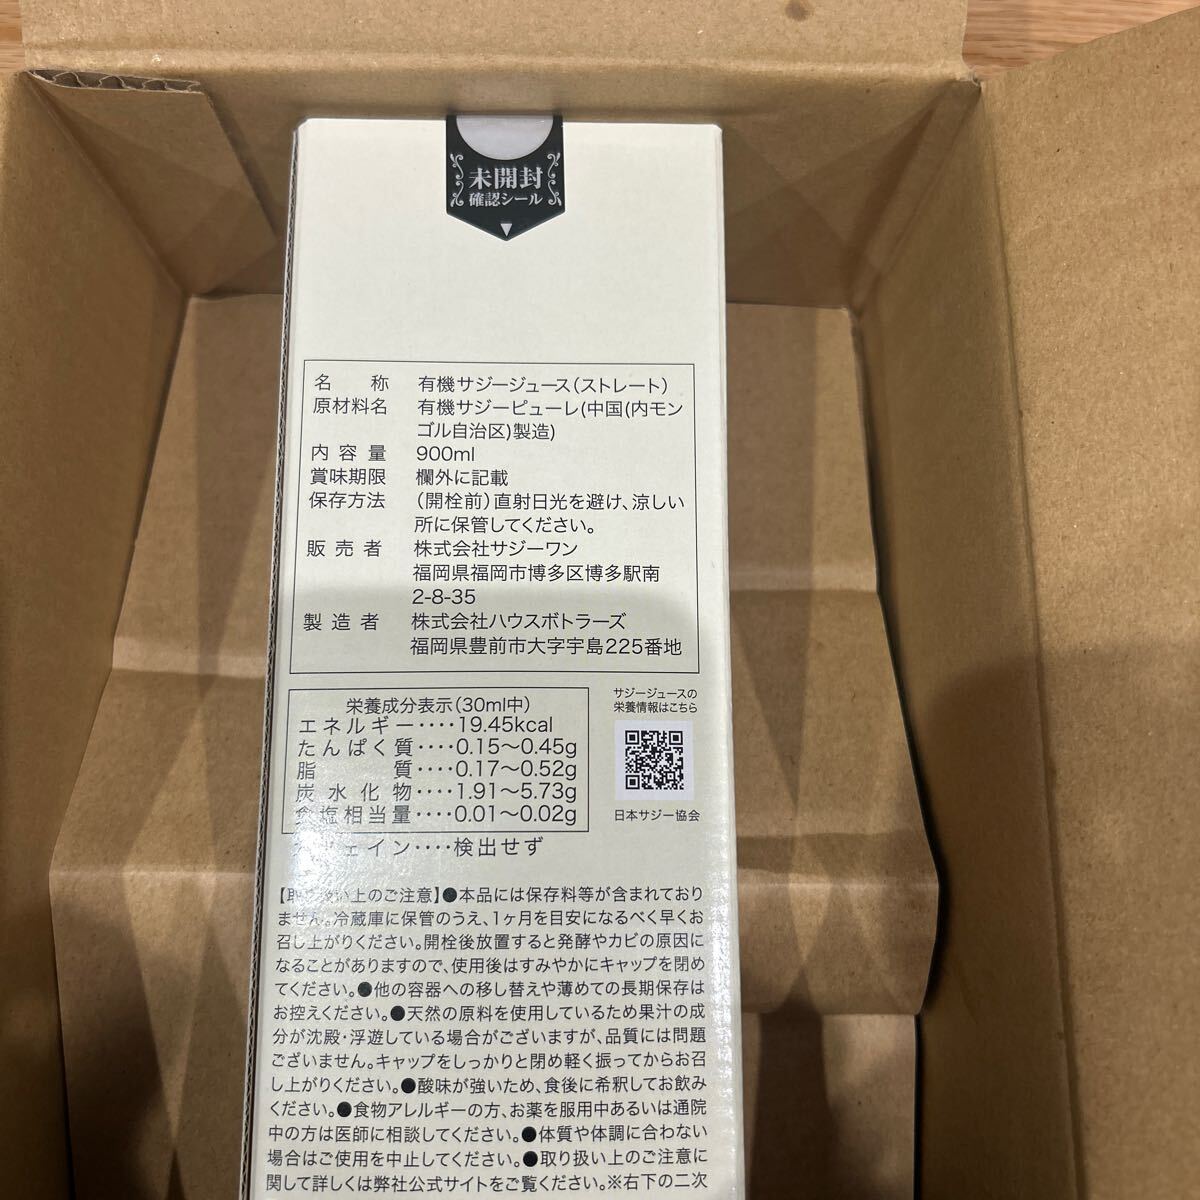 未開封
確認シール
名称 有機サジージュース(ストレート)
原材料名 有機サジーピューレ(中国(内モン
ゴル自治区)製造)
内容量 900ml
賞味期限 欄外に記載
保存方法 (開栓前)直射日光を避け、涼しい
所に保管してください。
販売者 株式会社サジーワン
福岡県福岡市博多区博多駅南
2-8-35
製造者 株式会社ハウスボトラーズ
福岡県豊前市大字宇島225番地
栄養成分表示(30ml中)
エネルギー‥‥19.45kcal
たんぱく質‥‥0.15〜0.45g
脂質‥‥0.17〜0.52g
炭水化物‥‥1.91〜5.73g
食塩相当量‥‥0.01〜0.02g
カフェイン‥‥検出せず
サジージュースの
栄養情報はこちら
日本サジー協会
【取り扱い上のご注意】●本品には保存料等が含まれており
ません。冷蔵庫に保管のうえ、1ヶ月を目安になるべく早くお
召し上がりください。開栓後放置すると発酵やカビの原因に
なることがありますので、使用後はすみやかにキャップを閉め
てください。●他の容器への移し替えや薄めての長期保存は
お控えください。●天然の原料を使用しているため果汁の成
分が沈殿・浮遊している場合がございますが、品質には問題
ございません。キャップをしっかりと閉め軽く振ってからお召
し上がりください。●酸味が強いため、食後に希釈してお飲み
ください。●食物アレルギーの方、お薬を服用中あるいは通院
中の方は医師に相談してください。●体質や体調に合わない
場合はご使用を中止してください。●取り扱い上のご注意に
関して詳しくは弊社公式サイトをご覧ください。※右下の二次